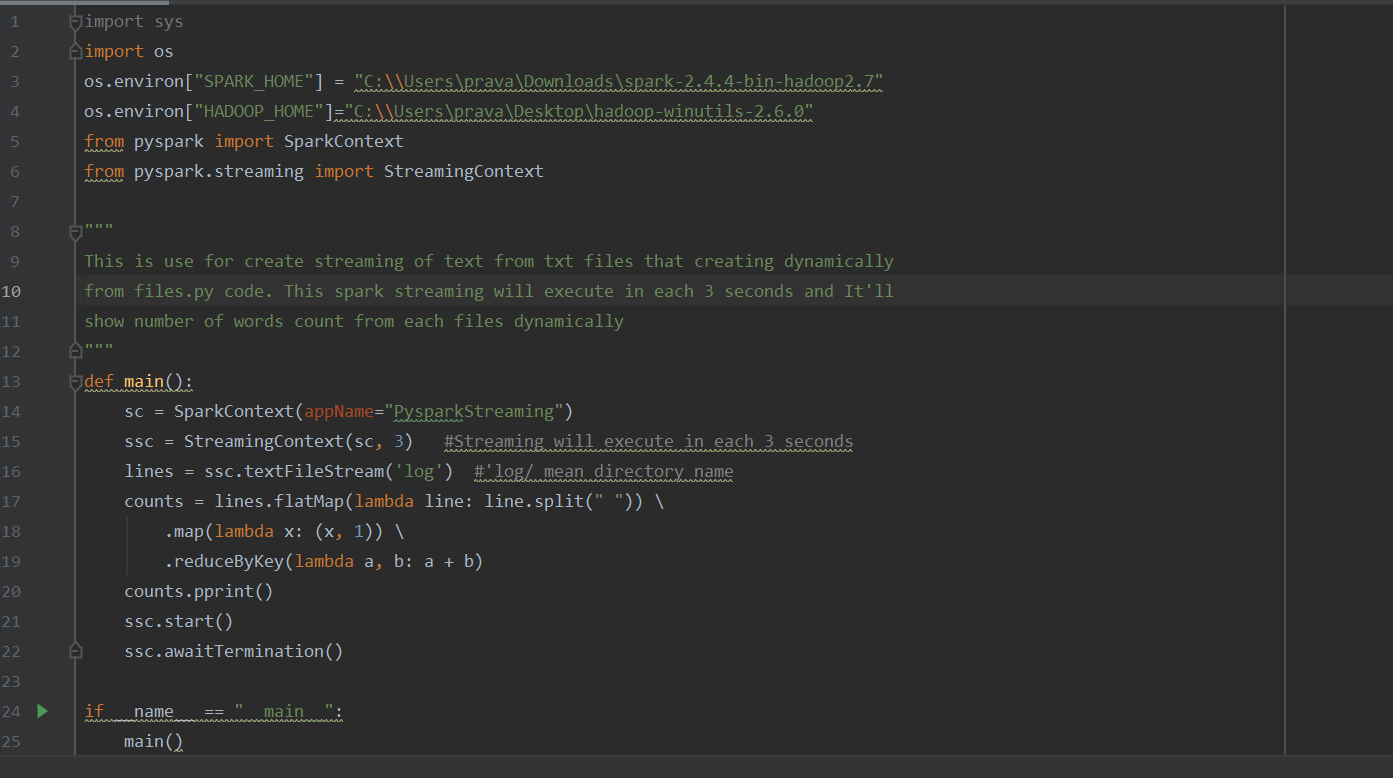 1 import sys
2 import os
3 os.environ["SPARK_HOME"] = "C:\\Users\prava\Downloads\spark-2.4.4-bin-hadoop2.7"
4 os.environ["HADOOP_HOME"]="C:\\Users\prava\Desktop\hadoop-winutils-2.6.0"
5 from pyspark import SparkContext
6 from pyspark.streaming import StreamingContext
7
8 """
9 This is use for create streaming of text from txt files that creating dynamically
10 from files.py code. This spark streaming will execute in each 3 seconds and It'll
11 show number of words count from each files dynamically
12 """
13 def main():
14     sc = SparkContext(appName="PysparkStreaming")
15     ssc = StreamingContext(sc, 3)   #Streaming will execute in each 3 seconds
16     lines = ssc.textFileStream('log')  #'log/ mean directory name
17     counts = lines.flatMap(lambda line: line.split(" ")) \
18         .map(lambda x: (x, 1)) \
19         .reduceByKey(lambda a, b: a + b)
20     counts.pprint()
21     ssc.start()
22     ssc.awaitTermination()
23
24 if __name__ == "__main__":
25     main()